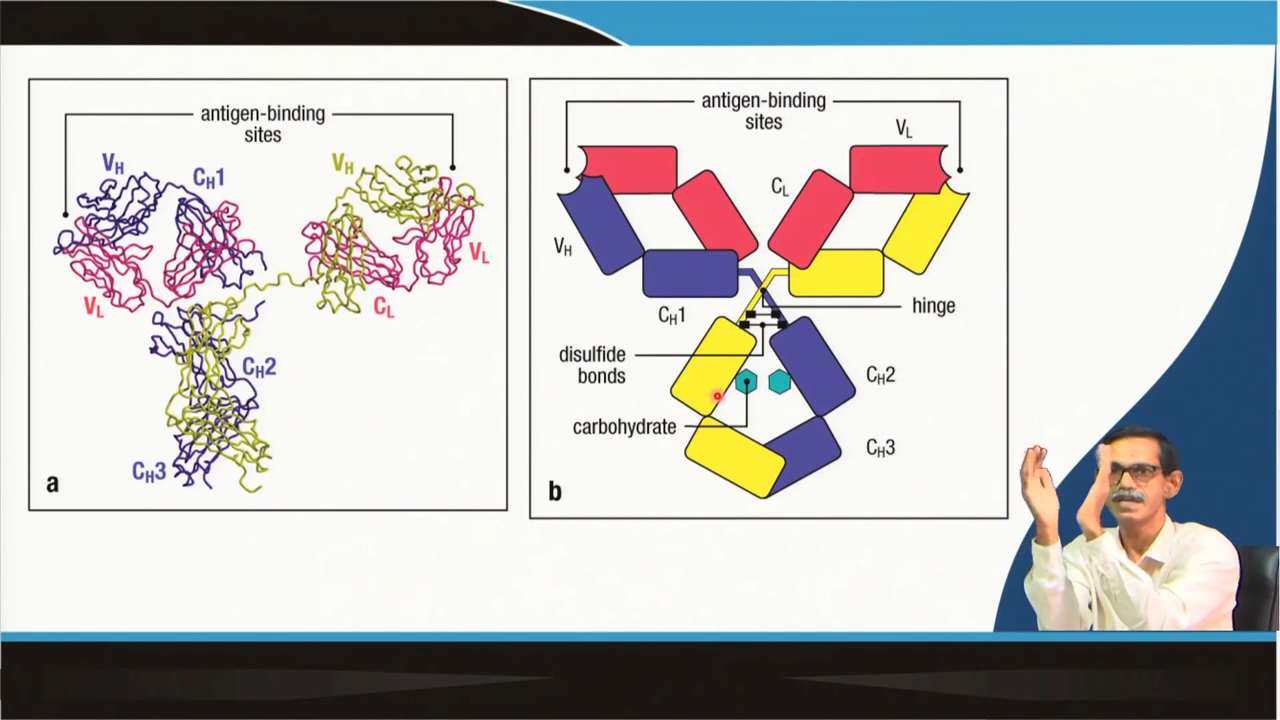 antigen-binding
sites
VH
CH1
VH
VL
VL
CL
CH2
CH3
a
antigen-binding
sites
VL
CL
VH
hinge
CH1
disulfide
bonds
CH2
carbohydrate
CH3
b